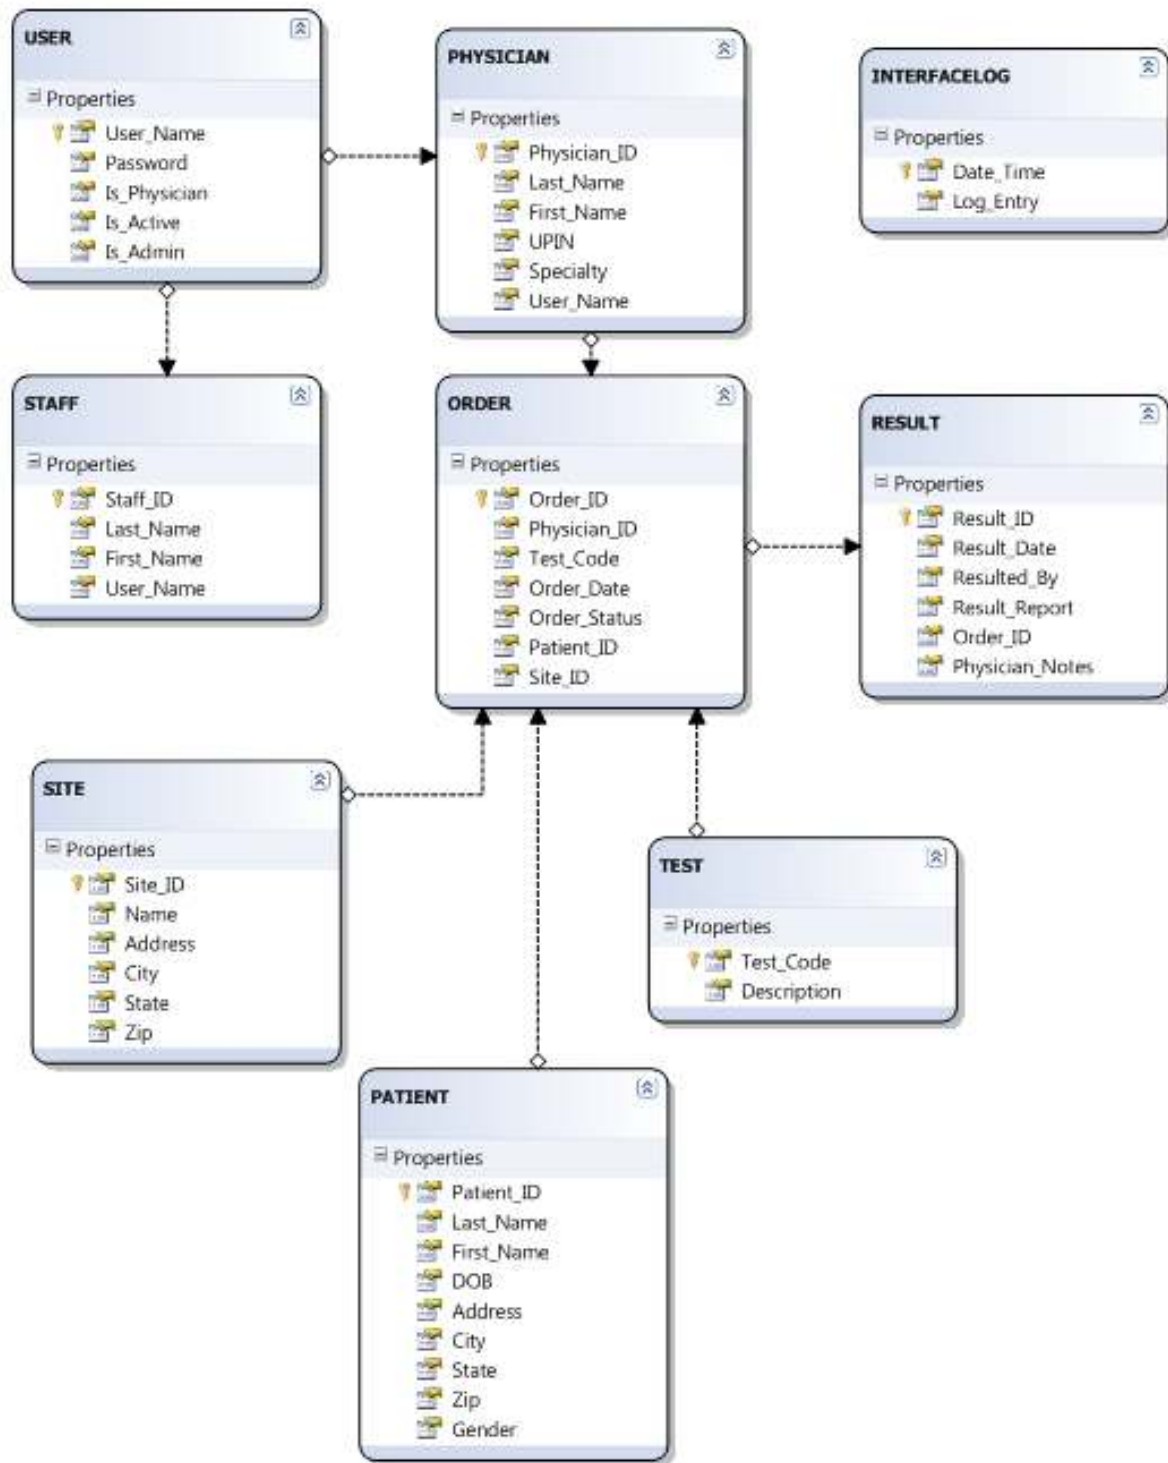 USER
Properties
User_Name
Password
Is_Physician
Is_Active
Is_Admin
PHYSICIAN
Properties
Physician_ID
Last_Name
First_Name
UPIN
Specialty
User_Name
INTERFACELOG
Properties
Date_Time
Log_Entry
STAFF
Properties
Staff_ID
Last_Name
First_Name
User_Name
ORDER
Properties
Order_ID
Physician_ID
Test_Code
Order_Date
Order_Status
Patient_ID
Site_ID
RESULT
Properties
Result_ID
Result_Date
Resulted_By
Result_Report
Order_ID
Physician_Notes
SITE
Properties
Site_ID
Name
Address
City
State
Zip
TEST
Properties
Test_Code
Description
PATIENT
Properties
Patient_ID
Last_Name
First_Name
DOB
Address
City
State
Zip
Gender